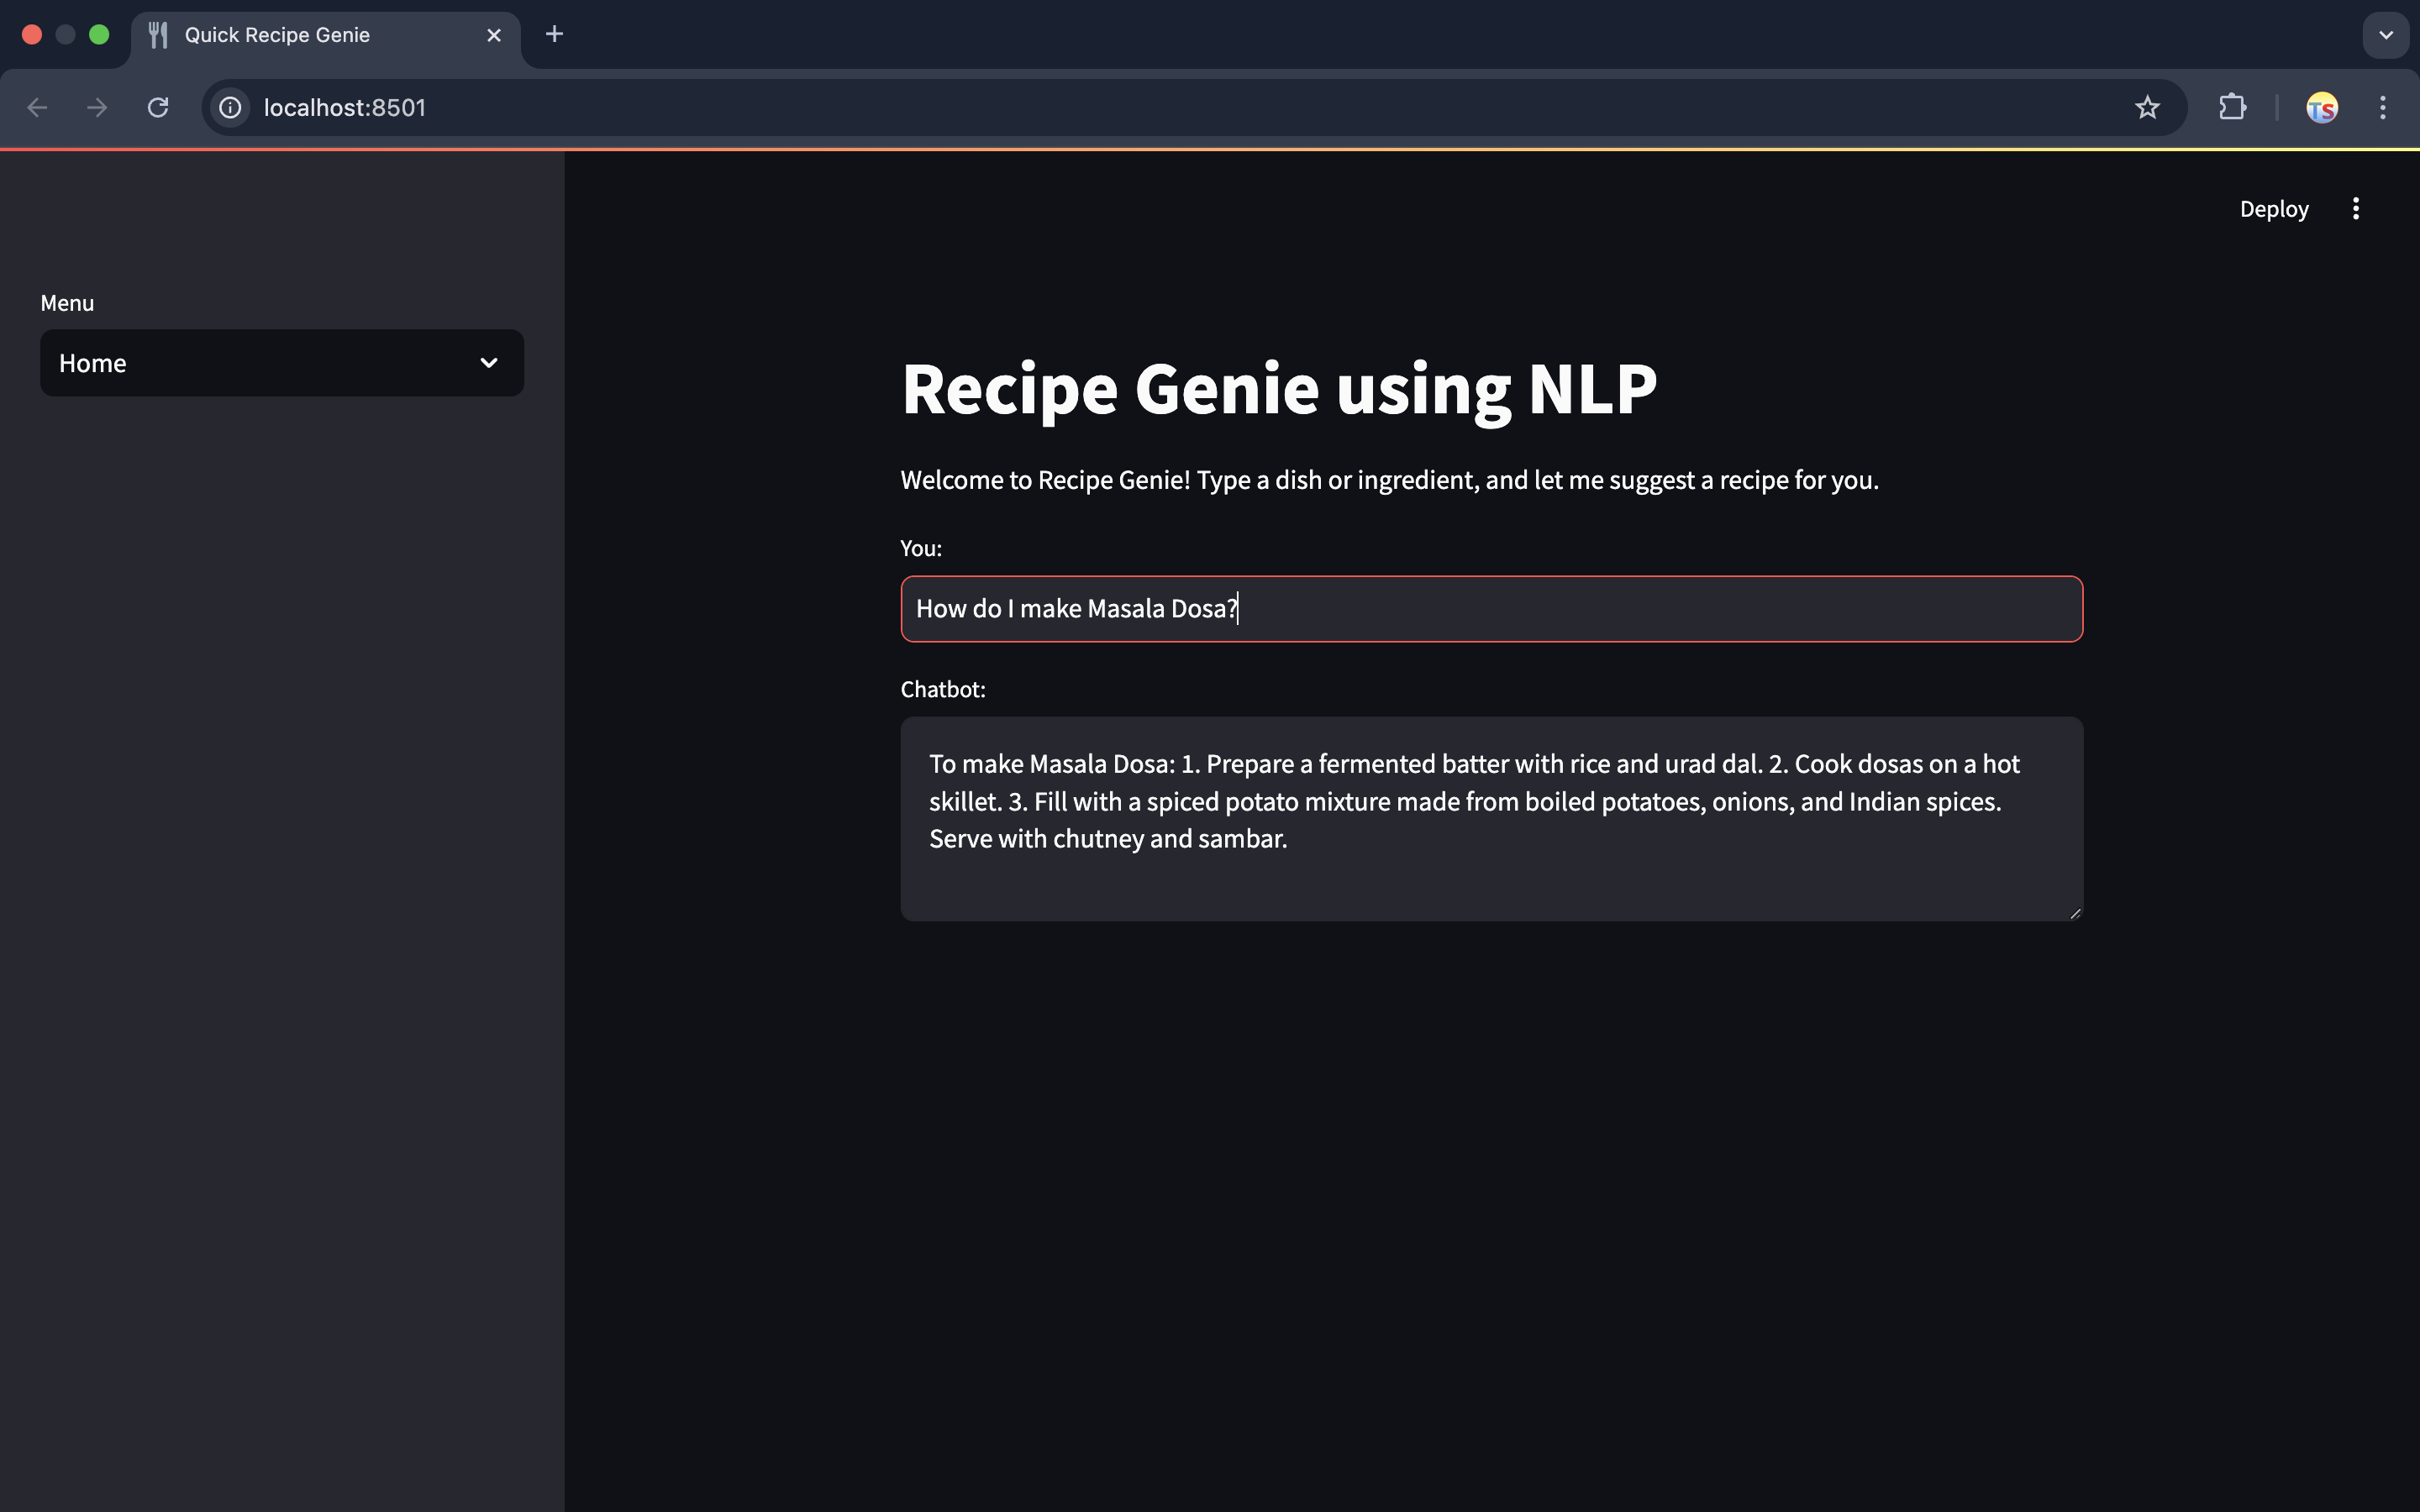 Quick Recipe Genie
localhost:8501
TS
Deploy
Menu
Home
Recipe Genie using NLP
Welcome to Recipe Genie! Type a dish or ingredient, and let me suggest a recipe for you.
You:
How do I make Masala Dosa?
Chatbot:
To make Masala Dosa: 1. Prepare a fermented batter with rice and urad dal. 2. Cook dosas on a hot
skillet. 3. Fill with a spiced potato mixture made from boiled potatoes, onions, and Indian spices.
Serve with chutney and sambar.